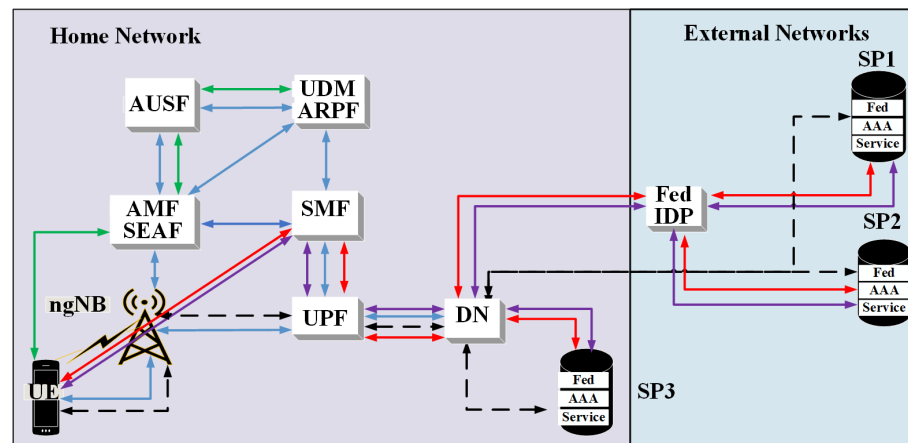 Home Network
External Networks
SP1
Fed
AAA
Service
AUSF
UDM
ARPF
AMF
SEAF
SMF
Fed
IDP
SP2
Fed
AAA
Service
ngNB
UPF
DN
UE
SP3
Fed
AAA
Service